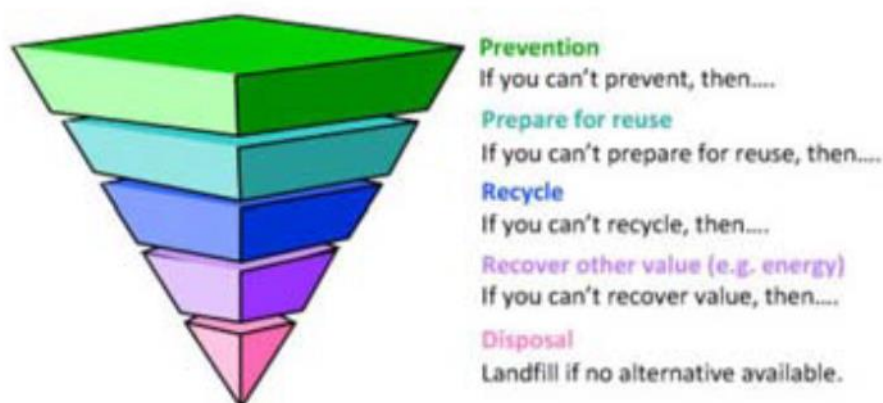 Prevention
If you can't prevent, then....
Prepare for reuse
If you can't prepare for reuse, then....
Recycle
If you can't recycle, then....
Recover other value (e.g. energy)
If you can't recover value, then....
Disposal
Landfill if no alternative available.